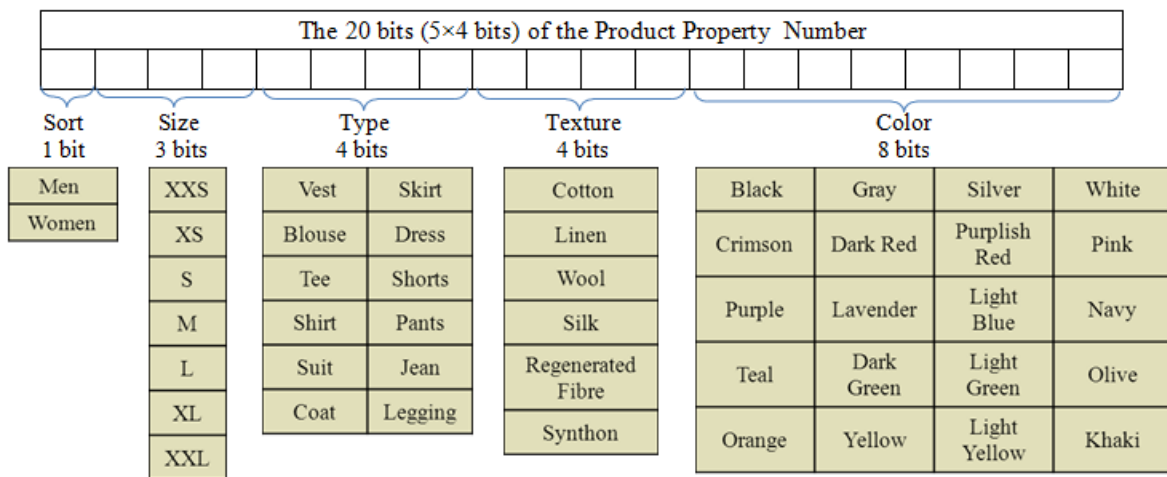 The 20 bits (5×4 bits) of the Product Property Number
Sort
1 bit
Men
Women
Size
3 bits
XXS
XS
S
M
L
XL
XXL
Type
4 bits
Vest Skirt
Blouse Dress
Tee Shorts
Shirt Pants
Suit Jean
Coat Legging
Texture
4 bits
Cotton
Linen
Wool
Silk
Regenerated
Fibre
Synthon
Color
8 bits
Black Gray Silver White
Crimson Dark Red Purplish
Red Pink
Purple Lavender Light
Blue Navy
Teal Dark
Green Light
Green Olive
Orange Yellow Light
Yellow Khaki